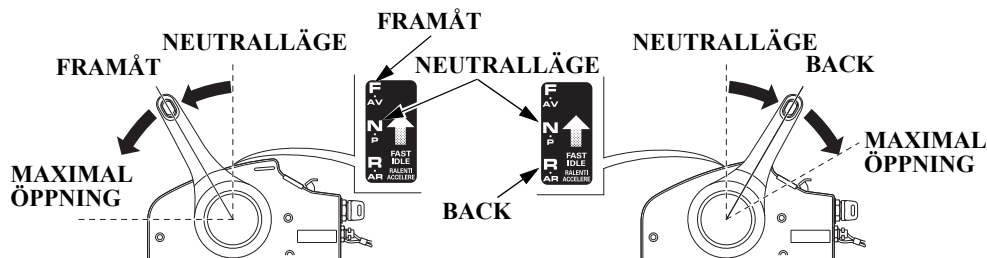 FRAMÅT
NEUTRALLÄGE
FRAMÅT
MAXIMAL
ÖPPNING
NEUTRALLÄGE
F
AV
N
P
R
AR
FAST
IDLE
RALENTI
ACCELERE
F
AV
N
P
R
AR
FAST
IDLE
RALENTI
ACCELERE
BACK
NEUTRALLÄGE
BACK
MAXIMAL
ÖPPNING